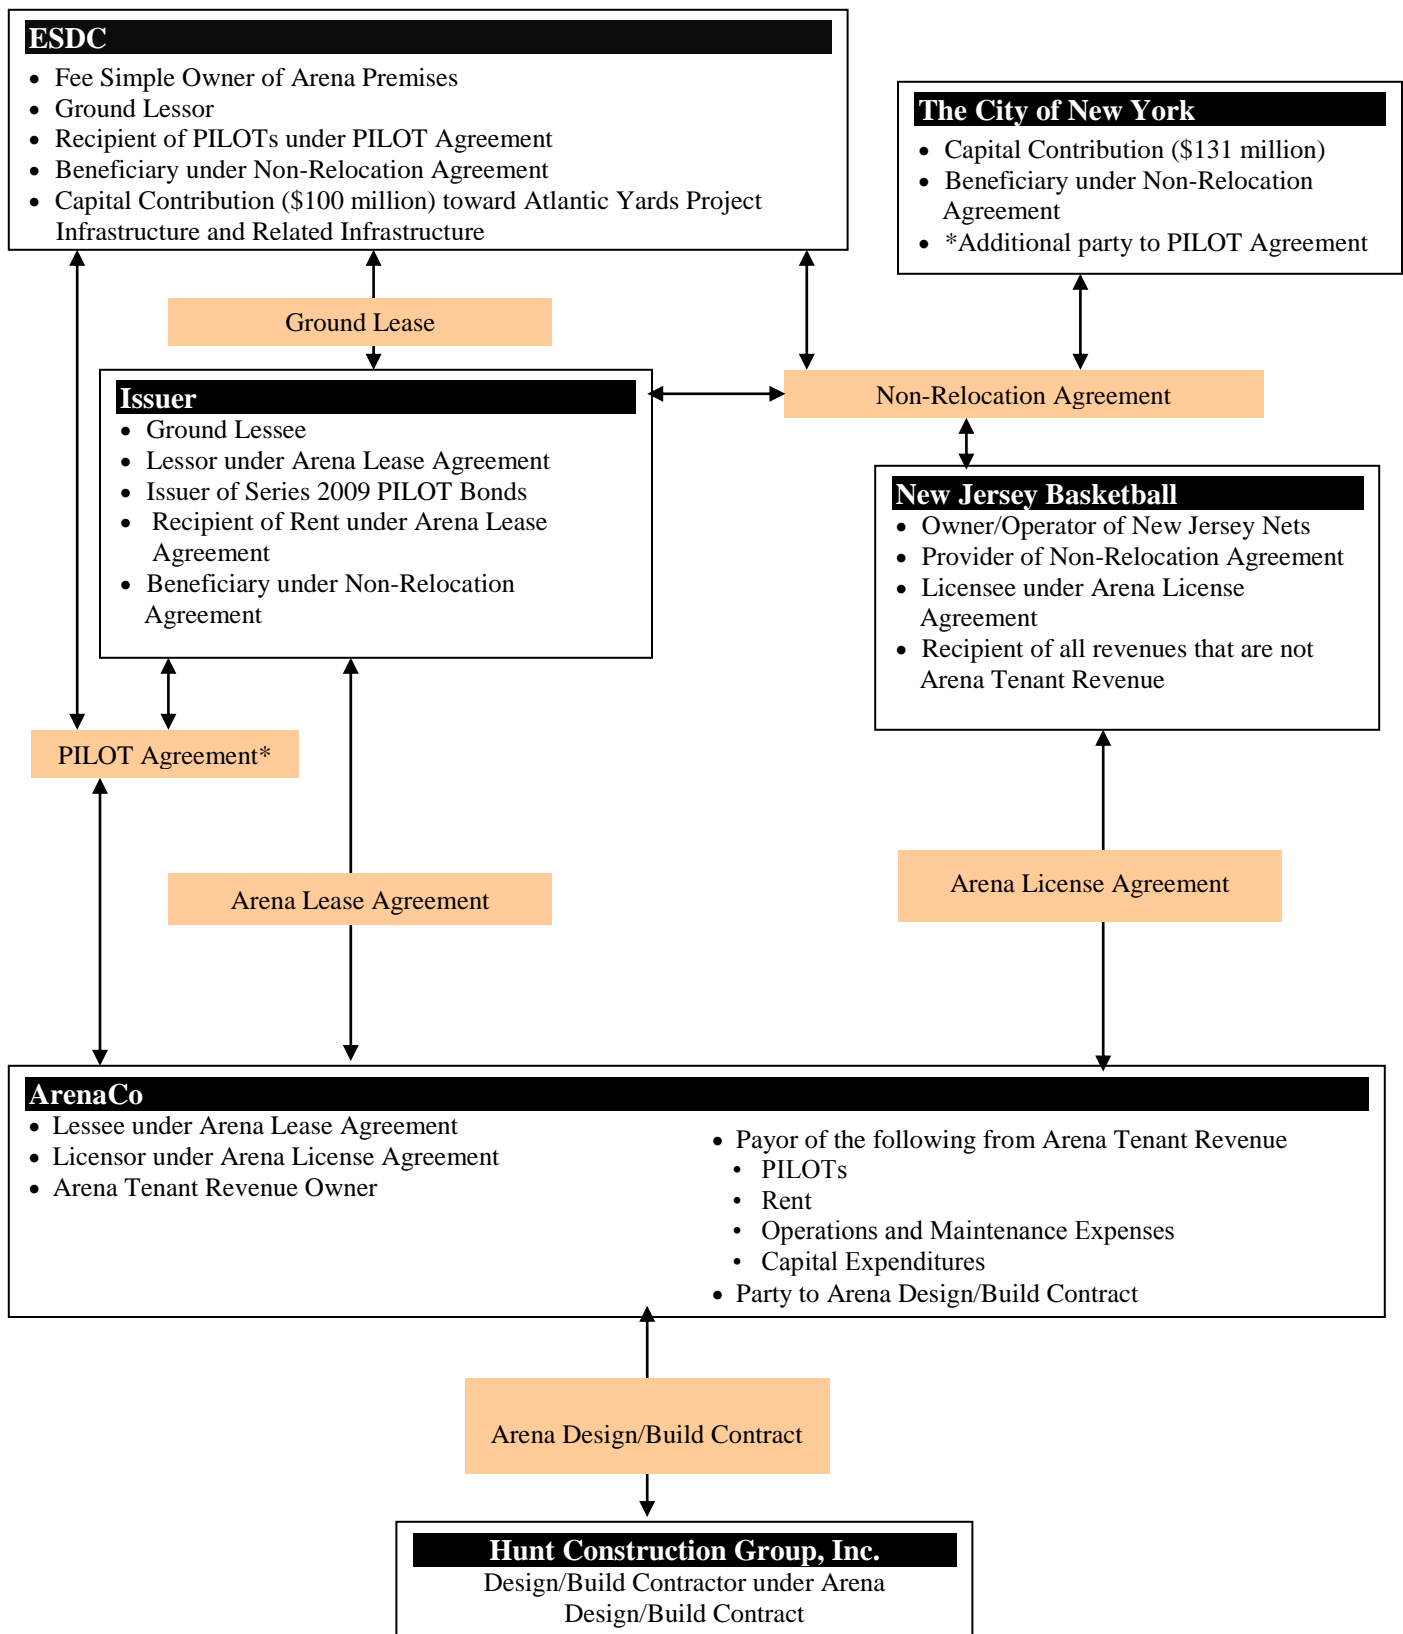 ESDC
• Fee Simple Owner of Arena Premises
• Ground Lessor
• Recipient of PILOTs under PILOT Agreement
• Beneficiary under Non-Relocation Agreement
• Capital Contribution ($100 million) toward Atlantic Yards Project
Infrastructure and Related Infrastructure
The City of New York
• Capital Contribution ($131 million)
• Beneficiary under Non-Relocation
Agreement
• *Additional party to PILOT Agreement
Ground Lease
Non-Relocation Agreement
Issuer
• Ground Lessee
• Lessor under Arena Lease Agreement
• Issuer of Series 2009 PILOT Bonds
• Recipient of Rent under Arena Lease
Agreement
• Beneficiary under Non-Relocation
Agreement
New Jersey Basketball
• Owner/Operator of New Jersey Nets
• Provider of Non-Relocation Agreement
• Licensee under Arena License
Agreement
• Recipient of all revenues that are not
Arena Tenant Revenue
PILOT Agreement*
Arena Lease Agreement
Arena License Agreement
ArenaCo
• Lessee under Arena Lease Agreement
• Licensor under Arena License Agreement
• Arena Tenant Revenue Owner
• Payor of the following from Arena Tenant Revenue
• PILOTs
• Rent
• Operations and Maintenance Expenses
• Capital Expenditures
• Party to Arena Design/Build Contract
Arena Design/Build Contract
Hunt Construction Group, Inc.
Design/Build Contractor under Arena
Design/Build Contract